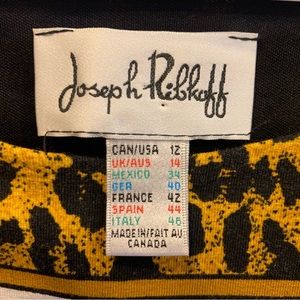 Joseph Ribkoff
CAN/USA 12
UK/AUS 14
MEXICO 34
GER 40
FRANCE 42
SPAIN 44
ITALY 46
MADE IN/FAIT AU
CANADA